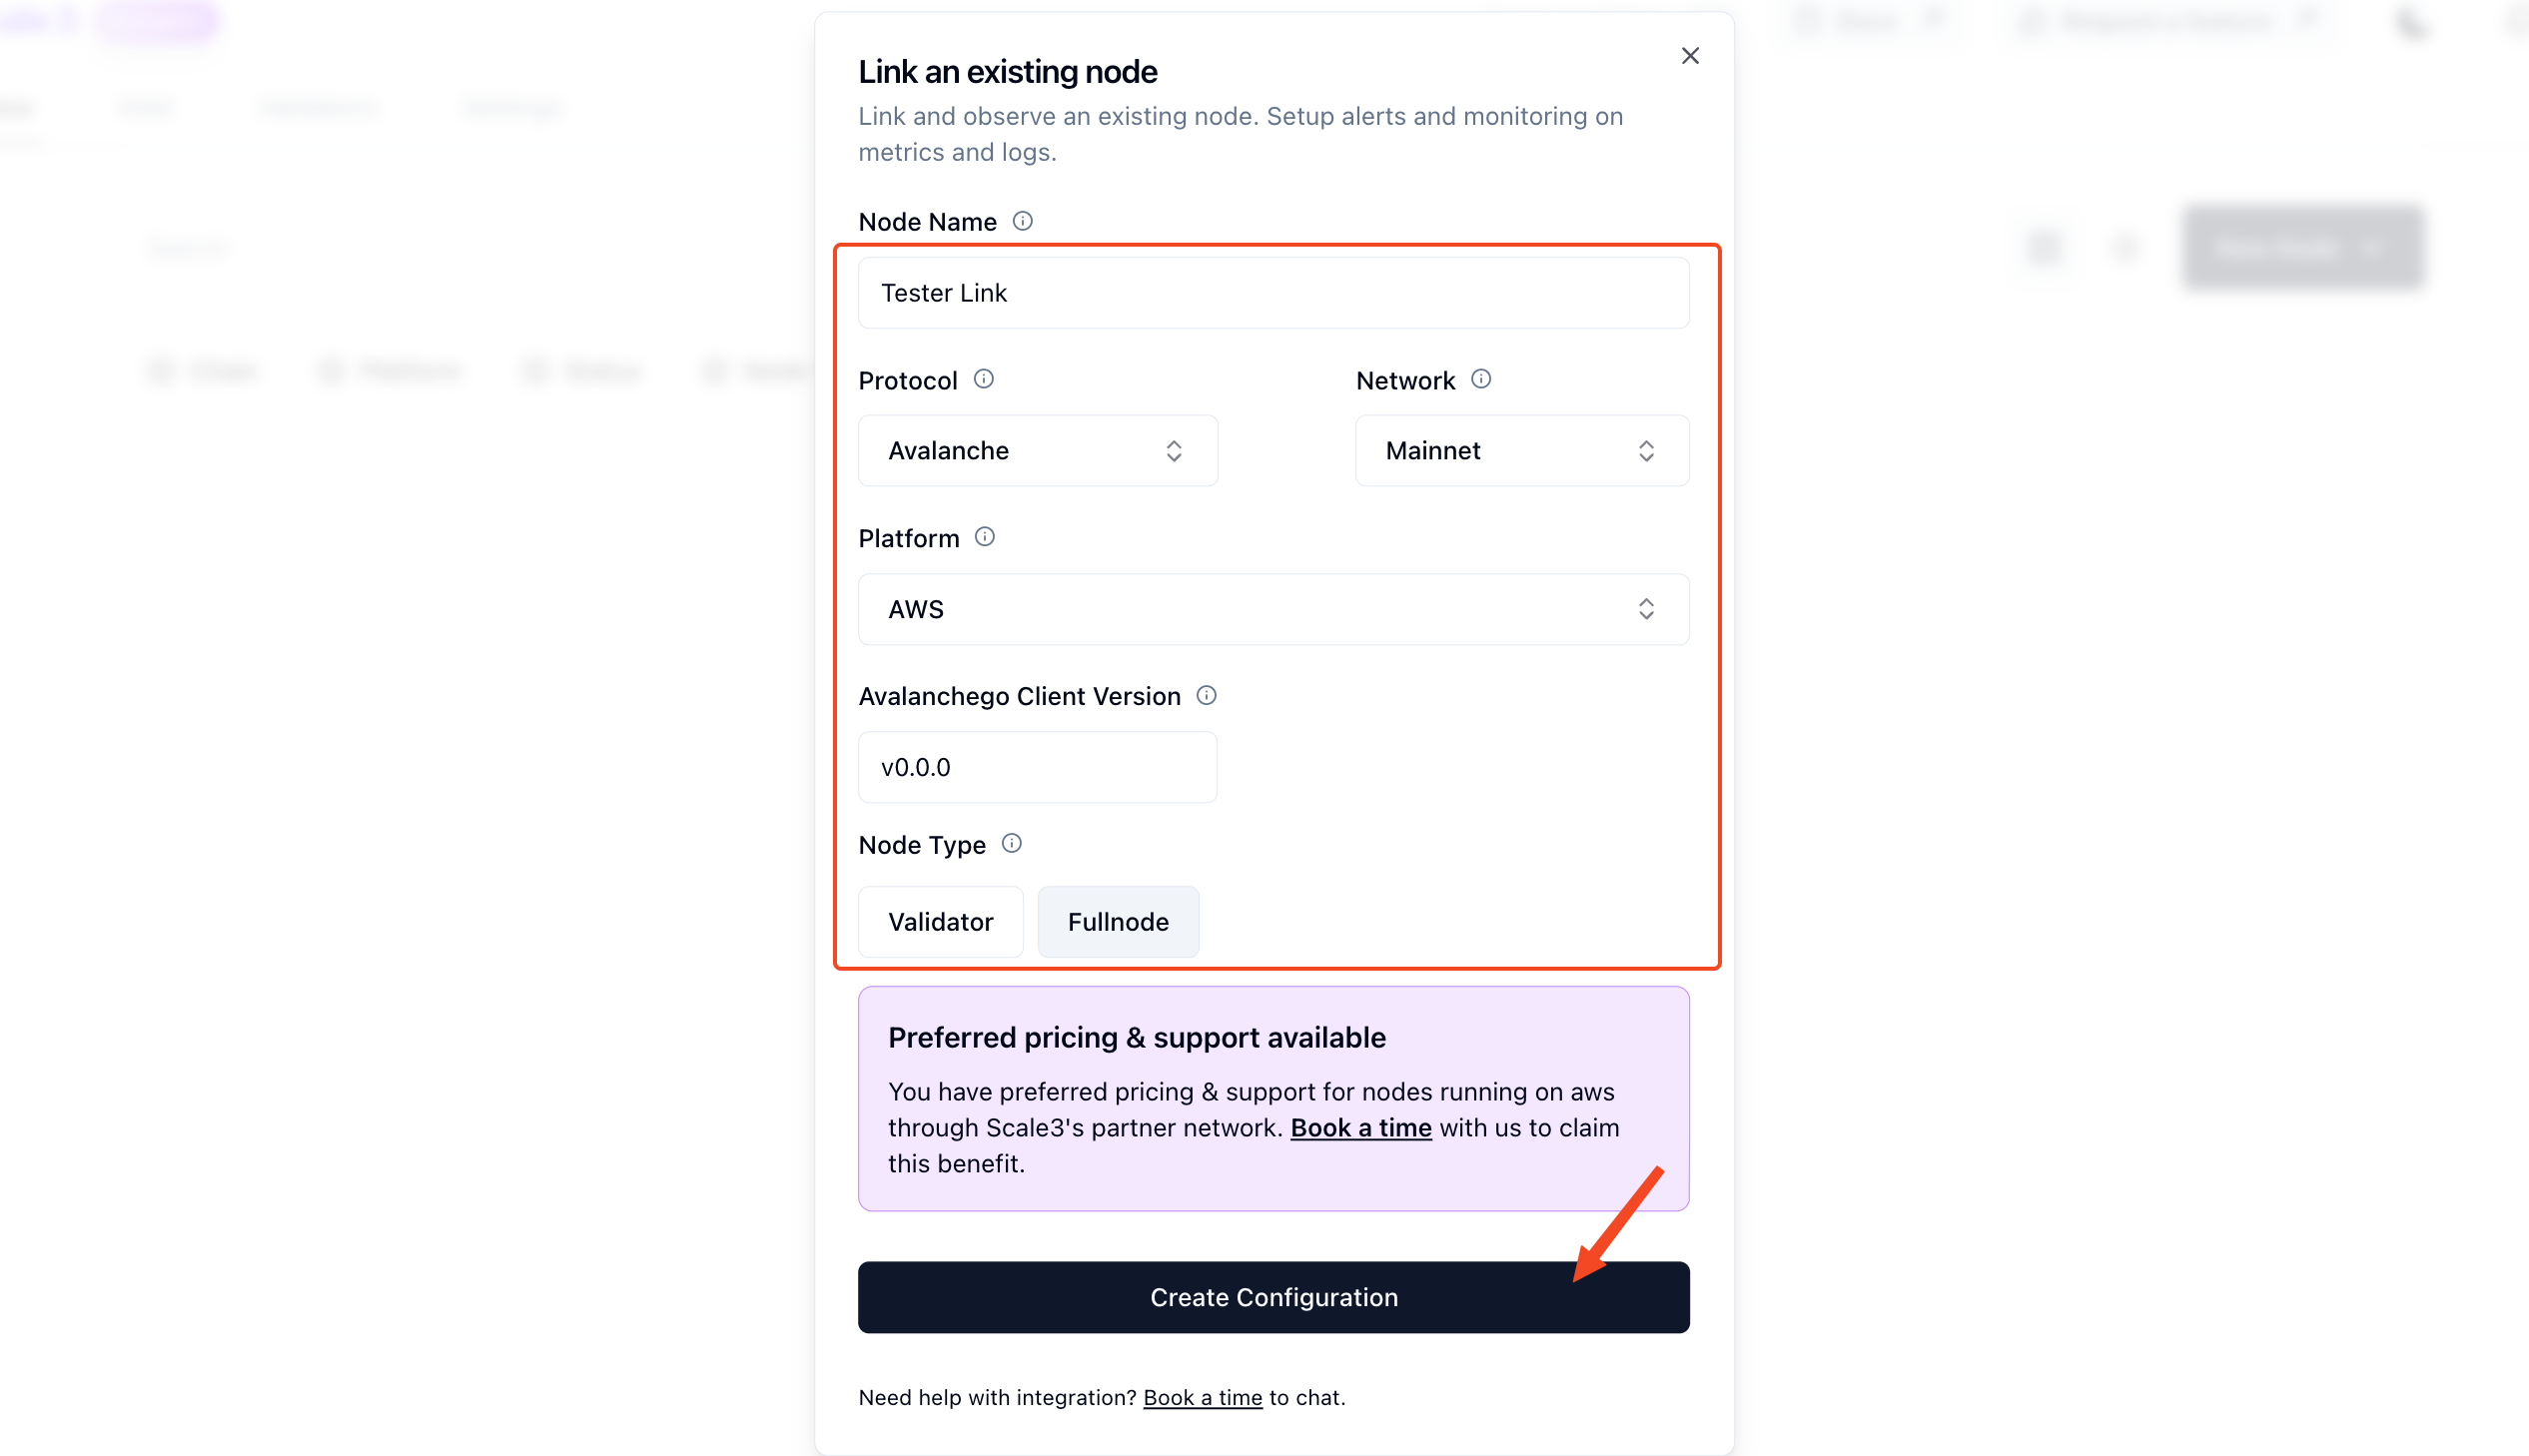 Link an existing node
Link and observe an existing node. Setup alerts and monitoring on
metrics and logs.
Node Name
Tester Link
Protocol
Network
Avalanche
Mainnet
Platform
AWS
Avalanchego Client Version
v0.0.0
Node Type
Validator
Fullnode
Preferred pricing & support available
You have preferred pricing & support for nodes running on aws
through Scale3's partner network. Book a time with us to claim
this benefit.
Create Configuration
Need help with integration? Book a time to chat.